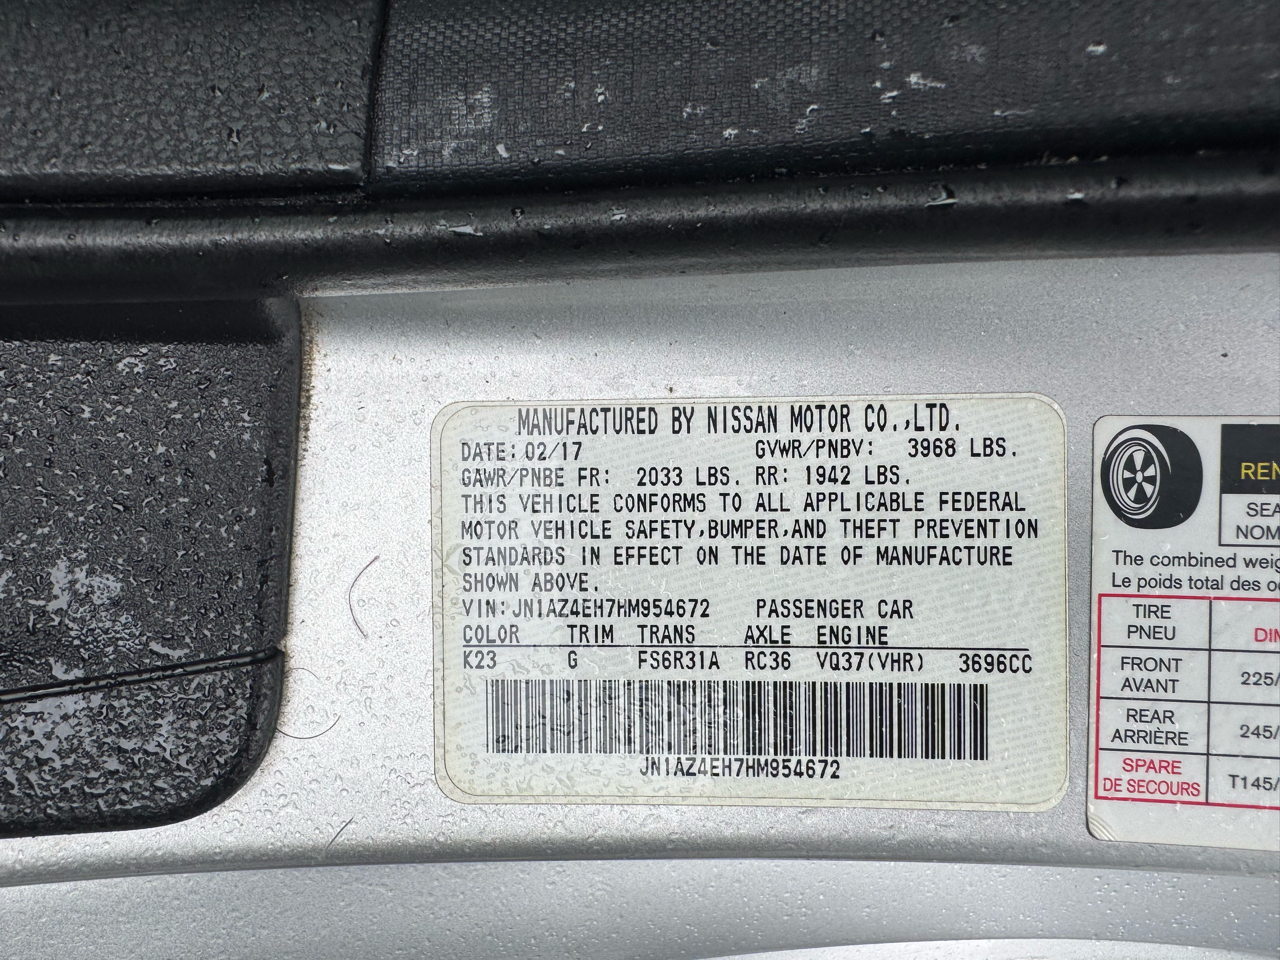 MANUFACTURED BY NISSAN MOTOR CO.,LTD.
DATE: 02/17 GVWR/PNBV: 3968 LBS.
GAWR/PNBE FR: 2033 LBS. RR: 1942 LBS.
THIS VEHICLE CONFORMS TO ALL APPLICABLE FEDERAL
MOTOR VEHICLE SAFETY,BUMPER,AND THEFT PREVENTION
STANDARDS IN EFFECT ON THE DATE OF MANUFACTURE
SHOWN ABOVE.
VIN:JN1AZ4EH7HM954672 PASSENGER CAR
COLOR TRIM TRANS AXLE ENGINE
K23 G FS6R31A RC36 VQ37(VHR) 3696CC
JN1AZ4EH7HM954672
The combined
Le poids total des
TIRE
PNEU
FRONT
AVANT
225/
REAR
ARRIÈRE
245/
SPARE
DE SECOURS
T145/